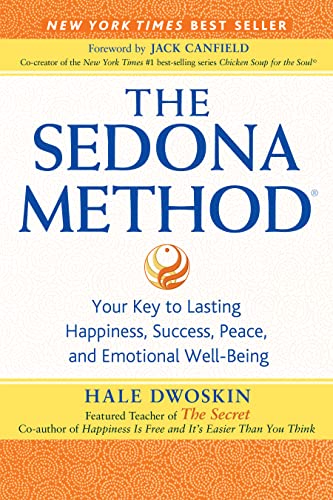 NEW YORK TIMES BEST SELLER
Foreword by JACK CANFIELD
Co-creator of the New York Times #1 best-selling series Chicken Soup for the Soul®
THE
SEDONA
METHOD®
Your Key to Lasting
Happiness, Success, Peace,
and Emotional Well-Being
HALE DWOSKIN
Featured Teacher of The Secret
Co-author of Happiness Is Free and It's Easier Than You Think